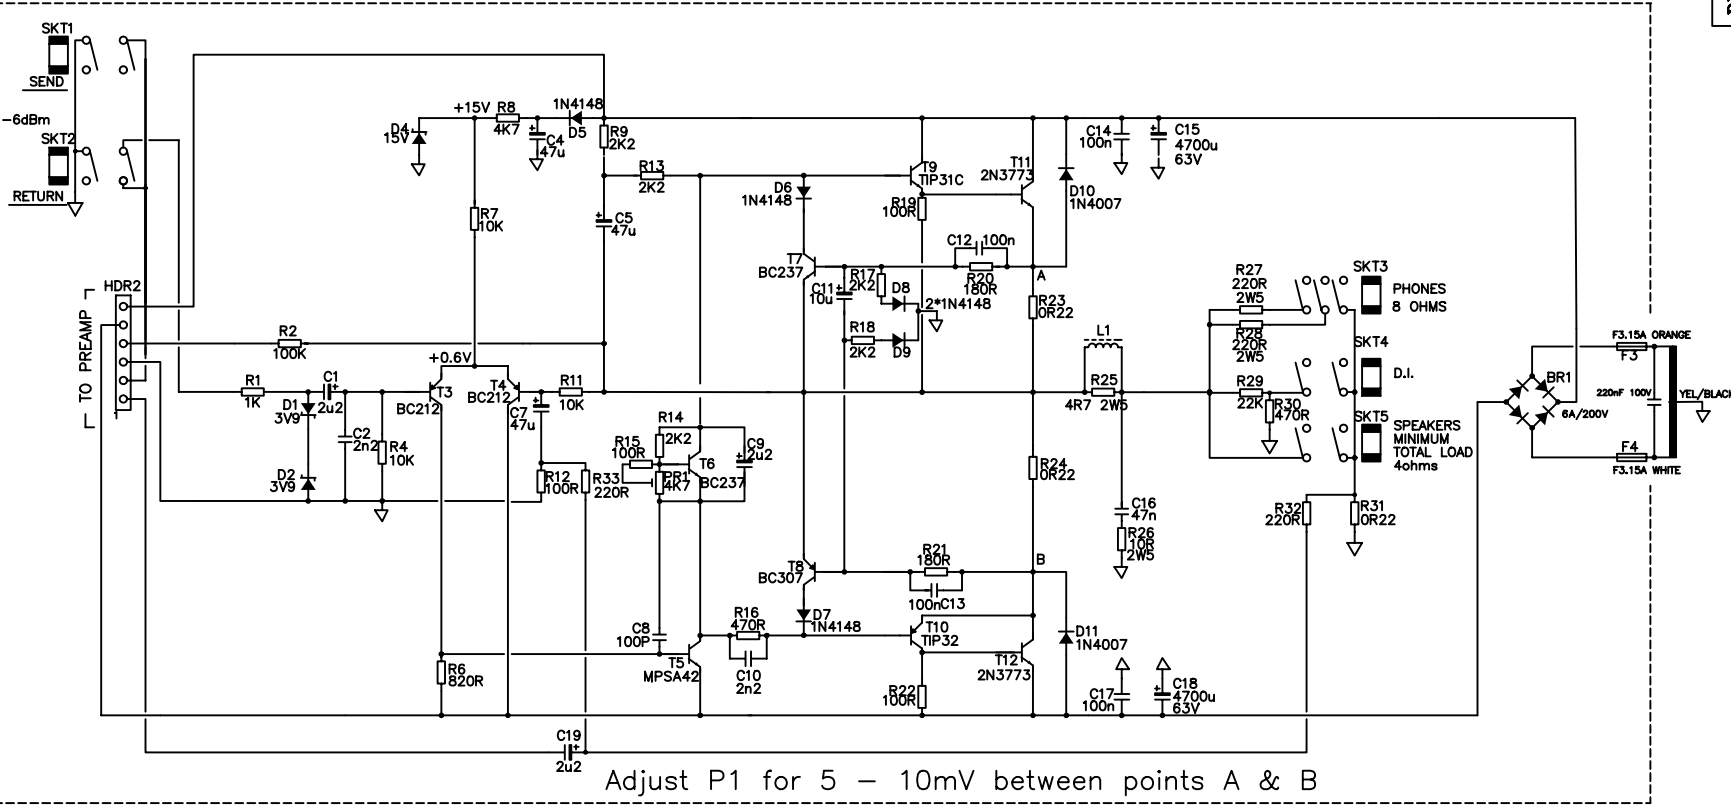 SKT1
SEND
-6dBm
SKT2
RETURN
HDR2
TO PREAMP
R1
1K
R2
100K
D1
3V9
D2
3V9
C1
2u2
C2
2n2
R4
10K
D4
15V
+15V
R8
4K7
C4
47u
1N4148
D5
R9
2K2
R13
2K2
C5
47u
R7
10K
+0.6V
T3
BC212
T4
BC212
R11
10K
C7
47u
R12
100R
R33
220R
R15
100R
R14
2K2
PR1
4K7
T6
BC237
C9
2u2
R6
820R
C8
100P
T5
MPSA42
R16
470R
C10
2n2
C19
2u2
D6
1N4148
T7
BC237
T8
BC307
D7
1N4148
C11
10u
R17
2K2
D8
2*1N4148
R18
2K2
D9
T9
TIP31C
R19
100R
T11
2N3773
D10
1N4007
C12 100n
R20
180R
A
R23
0R22
R24
0R22
B
R21
180R
100n C13
T10
TIP32
R22
100R
T12
2N3773
D11
1N4007
C14
100n
C15
4700u
63V
C17
100n
C18
4700u
63V
L1
R25
4R7 2W5
C16
47n
R26
10R
2W5
R27
220R
2W5
R28
220R
2W5
R29
22K
R30
470R
SKT3
PHONES
8 OHMS
SKT4
D.I.
SKT5
SPEAKERS
MINIMUM
TOTAL LOAD
4ohms
R32
220R
R31
0R22
BR1
6A/200V
F3.15A ORANGE
F3
220nF 100V
YEL/BLACK
F4
F3.15A WHITE
Adjust P1 for 5 - 10mV between points A & B